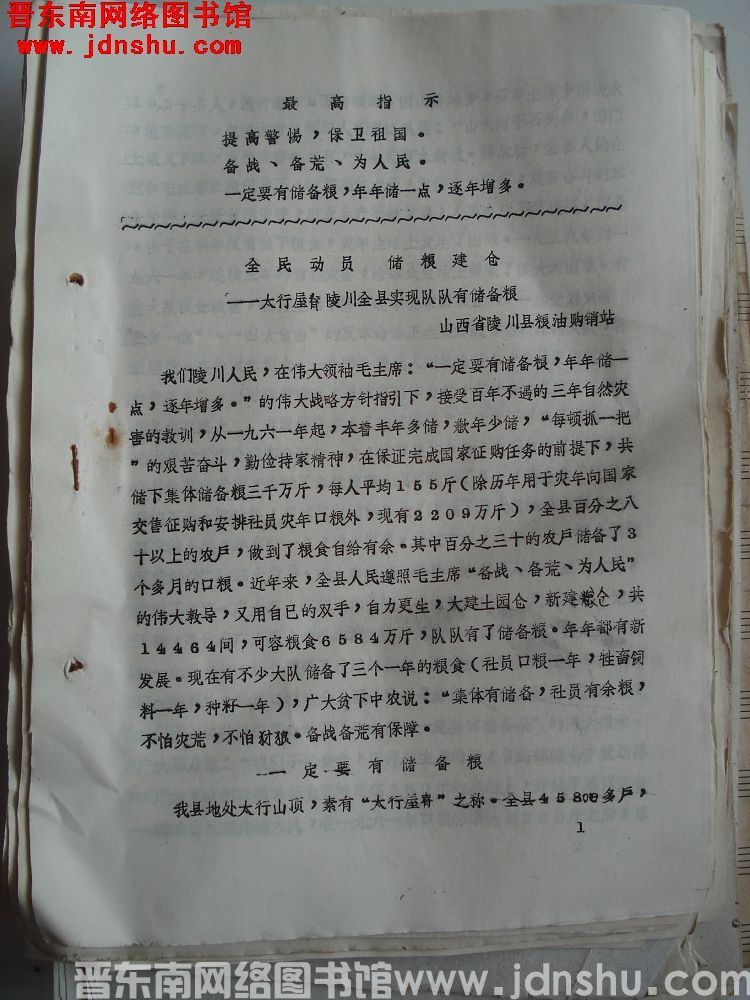 晋东南网络图书馆
www.jdnshu.com
最高指示
提高警惕，保卫祖国。
备战、备荒、为人民。
一定要有储备粮，年年储一点，逐年增多。
全民动员 储粮建仓
——太行屋脊陵川全县实现队队有储备粮
山西省陵川县粮油购销站
我们陵川人民，在伟大领袖毛主席：“一定要有储备粮，年年储一
点，逐年增多。”的伟大战略方针指引下，接受百年不遇的三年自然灾
害的教训，从一九六一年起，本着丰年多储，歉年少储，“每顿抓一把
”的艰苦奋斗，勤俭持家精神，在保证完成国家征购任务的前提下，共
储下集体储备粮三千万斤，每人平均155斤（除历年用于灾年向国家
交售征购和安排社员灾年口粮外，现有2209万斤），全县百分之八
十以上的农户，做到了粮食自给有余。其中百分之三十的农户储备了3
个多月的口粮。近年来，全县人民遵照毛主席“备战、备荒、为人民”
的伟大教导，又用自己的双手，自力更生，大建土园仓，新建粮仓，共
14464间，可容粮食6584万斤，队队有了储备粮。年年都有新
发展。现在有不少大队储备了三个一年的粮食（社员口粮一年，牲畜饲
料一年，种籽一年），广大贫下中农说：“集体有储备，社员有余粮，
不怕灾荒，不怕豺狼。备战备荒有保障。
一定要有储备粮
我县地处太行山顶，素有“太行屋脊”之称。全县45800多户，
1
晋东南网络图书馆www.jdnshu.com